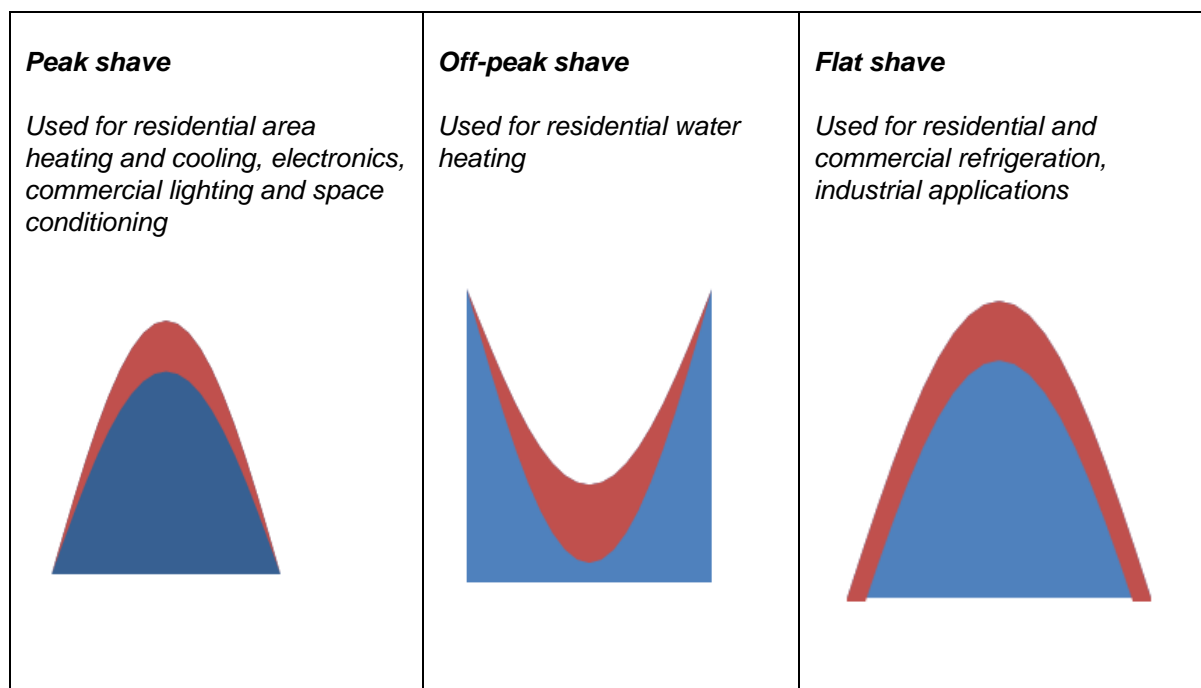 Peak shave
Used for residential area
heating and cooling, electronics,
commercial lighting and space
conditioning
Off-peak shave
Used for residential water
heating
Flat shave
Used for residential and
commercial refrigeration,
industrial applications